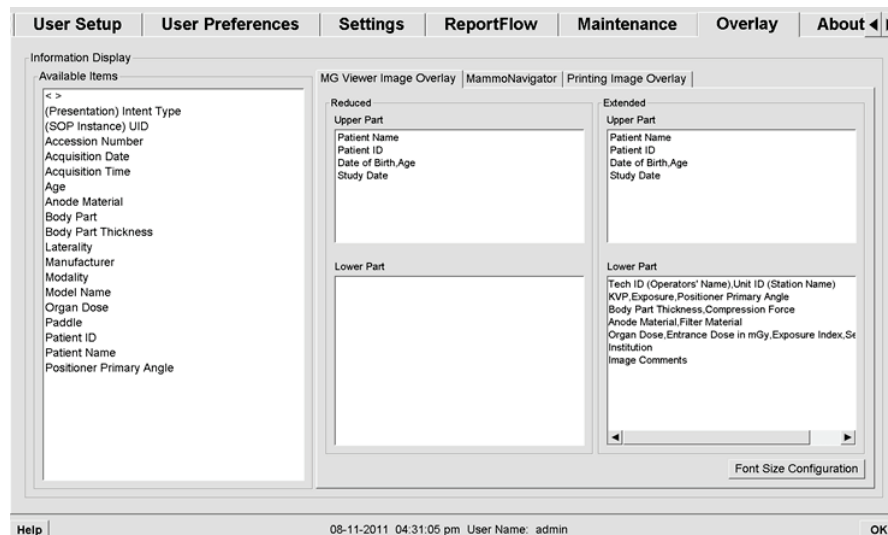 User Setup User Preferences Settings ReportFlow Maintenance Overlay About
Information Display
Available Items
< >
(Presentation) Intent Type
(SOP Instance) UID
Accession Number
Acquisition Date
Acquisition Time
Age
Anode Material
Body Part
Body Part Thickness
Laterality
Manufacturer
Modality
Model Name
Organ Dose
Paddle
Patient ID
Patient Name
Positioner Primary Angle
MG Viewer Image Overlay MammoNavigator Printing Image Overlay
Reduced
Upper Part
Patient Name
Patient ID
Date of Birth,Age
Study Date
Lower Part
Extended
Upper Part
Patient Name
Patient ID
Date of Birth,Age
Study Date
Lower Part
Tech ID (Operators' Name),Unit ID (Station Name)
KVP,Exposure,Positioner Primary Angle
Body Part Thickness,Compression Force
Anode Material,Filter Material
Organ Dose,Entrance Dose in mGy,Exposure Index,Se
Institution
Image Comments
Font Size Configuration
Help 08-11-2011 04:31:05 pm User Name: admin OK